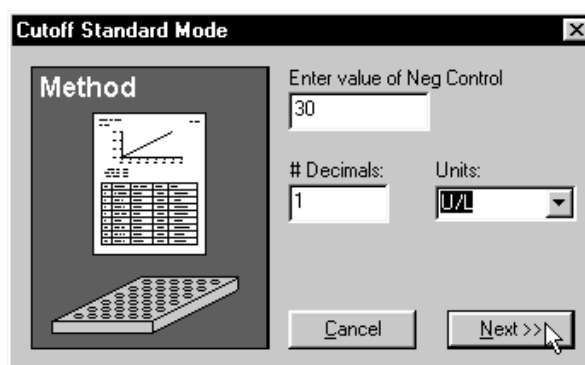 Cutoff Standard Mode
Method
Enter value of Neg Control
30
# Decimals:
Units:
1
U/L
Cancel
Next >>